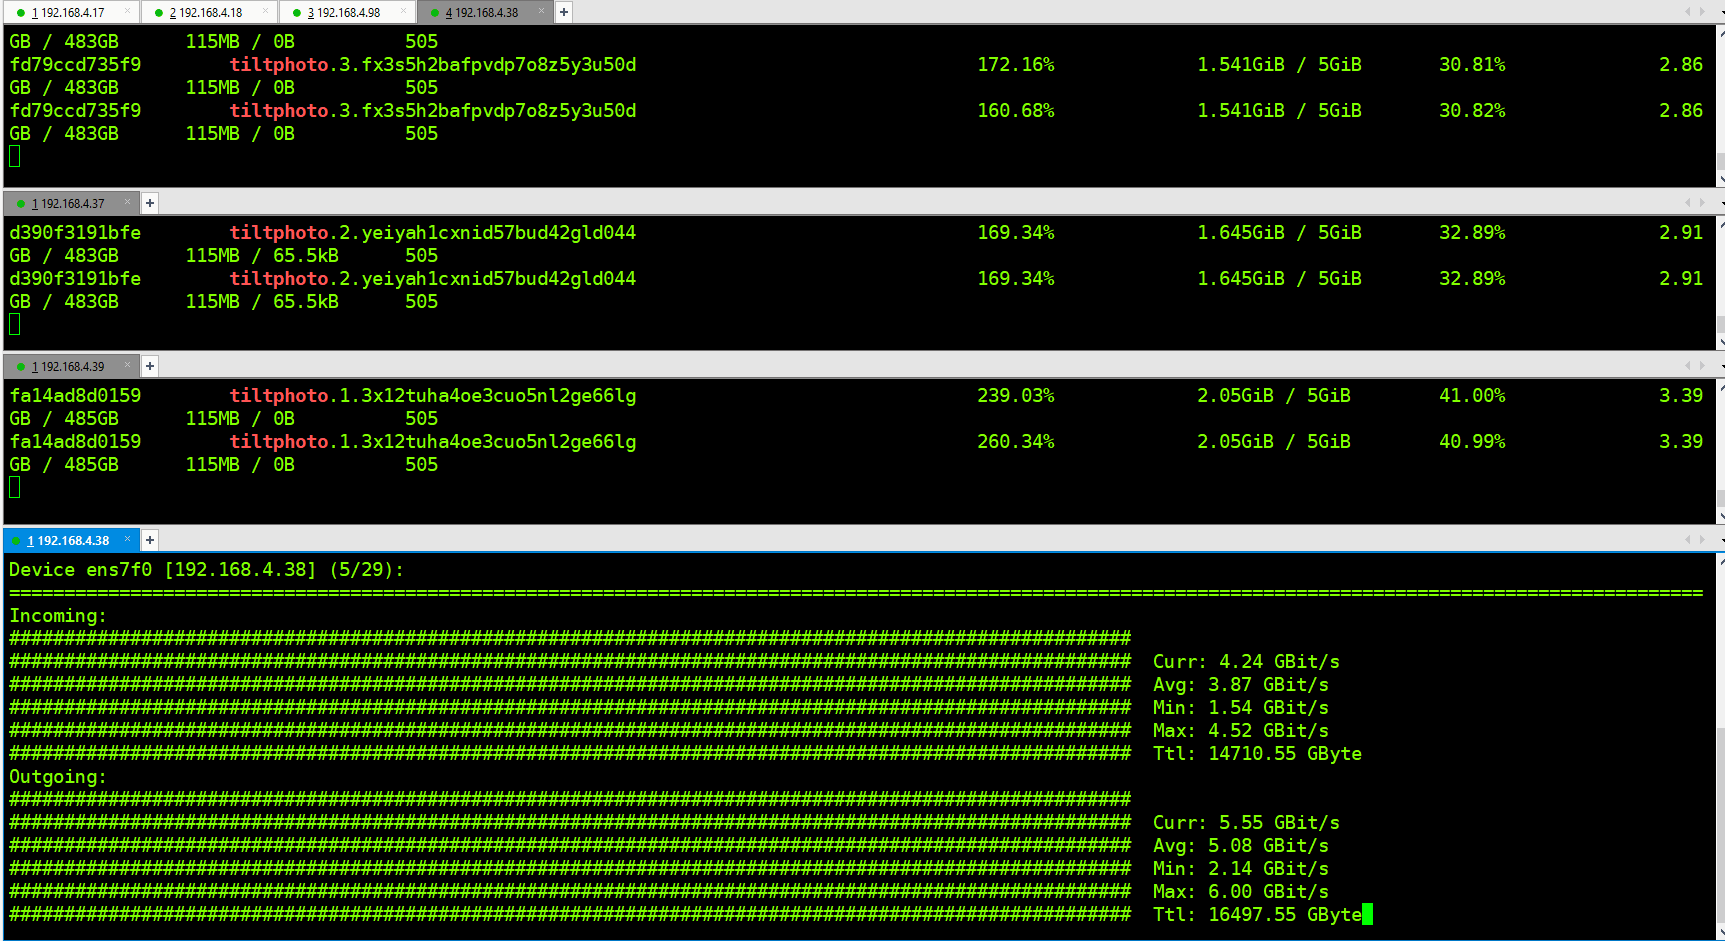 1 192.168.4.17 × 2 192.168.4.18 × 3 192.168.4.98 × 4 192.168.4.38 × +
GB / 483GB 115MB / 0B 505
fd79ccd735f9 tiltphoto.3.fx3s5h2bafpvdp7o8z5y3u50d 172.16% 1.541GiB / 5GiB 30.81% 2.86
GB / 483GB 115MB / 0B 505
fd79ccd735f9 tiltphoto.3.fx3s5h2bafpvdp7o8z5y3u50d 160.68% 1.541GiB / 5GiB 30.82% 2.86
GB / 483GB 115MB / 0B 505
1 192.168.4.37 × +
d390f3191bfe tiltphoto.2.yeiyah1cxnid57bud42gld044 169.34% 1.645GiB / 5GiB 32.89% 2.91
GB / 483GB 115MB / 65.5kB 505
d390f3191bfe tiltphoto.2.yeiyah1cxnid57bud42gld044 169.34% 1.645GiB / 5GiB 32.89% 2.91
GB / 483GB 115MB / 65.5kB 505
1 192.168.4.39 × +
fa14ad8d0159 tiltphoto.1.3x12tuha4oe3cuo5nl2ge66lg 239.03% 2.05GiB / 5GiB 41.00% 3.39
GB / 485GB 115MB / 0B 505
fa14ad8d0159 tiltphoto.1.3x12tuha4oe3cuo5nl2ge66lg 260.34% 2.05GiB / 5GiB 40.99% 3.39
GB / 485GB 115MB / 0B 505
1 192.168.4.38 × +
Device ens7f0 [192.168.4.38] (5/29):
Incoming:
Curr: 4.24 GBit/s
Avg: 3.87 GBit/s
Min: 1.54 GBit/s
Max: 4.52 GBit/s
Ttl: 14710.55 GByte
Outgoing:
Curr: 5.55 GBit/s
Avg: 5.08 GBit/s
Min: 2.14 GBit/s
Max: 6.00 GBit/s
Ttl: 16497.55 GByte